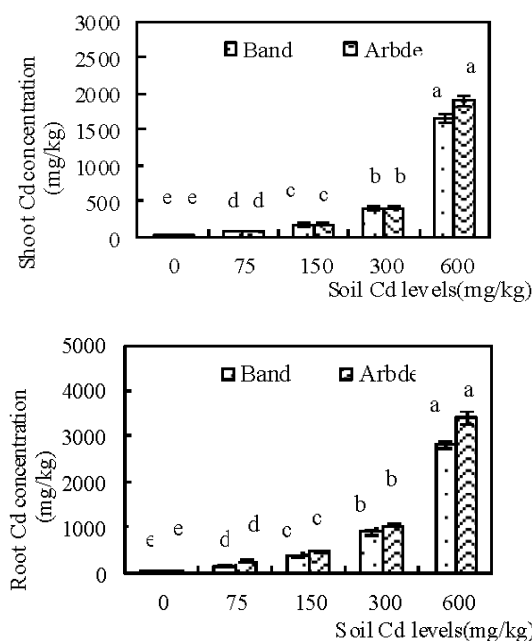 3000
2500
2000
1500
1000
500
0
Shoot Cd concentration
(mg/kg)
Band Arbde
e e d d c c b b a a
0 75 150 300 600
Soil Cd levels(mg/kg)
5000
4000
3000
2000
1000
0
Root Cd concentration
(mg/kg)
Band Arbde
e e d d c c b b a a
0 75 150 300 600
Soil Cd levels(mg/kg)